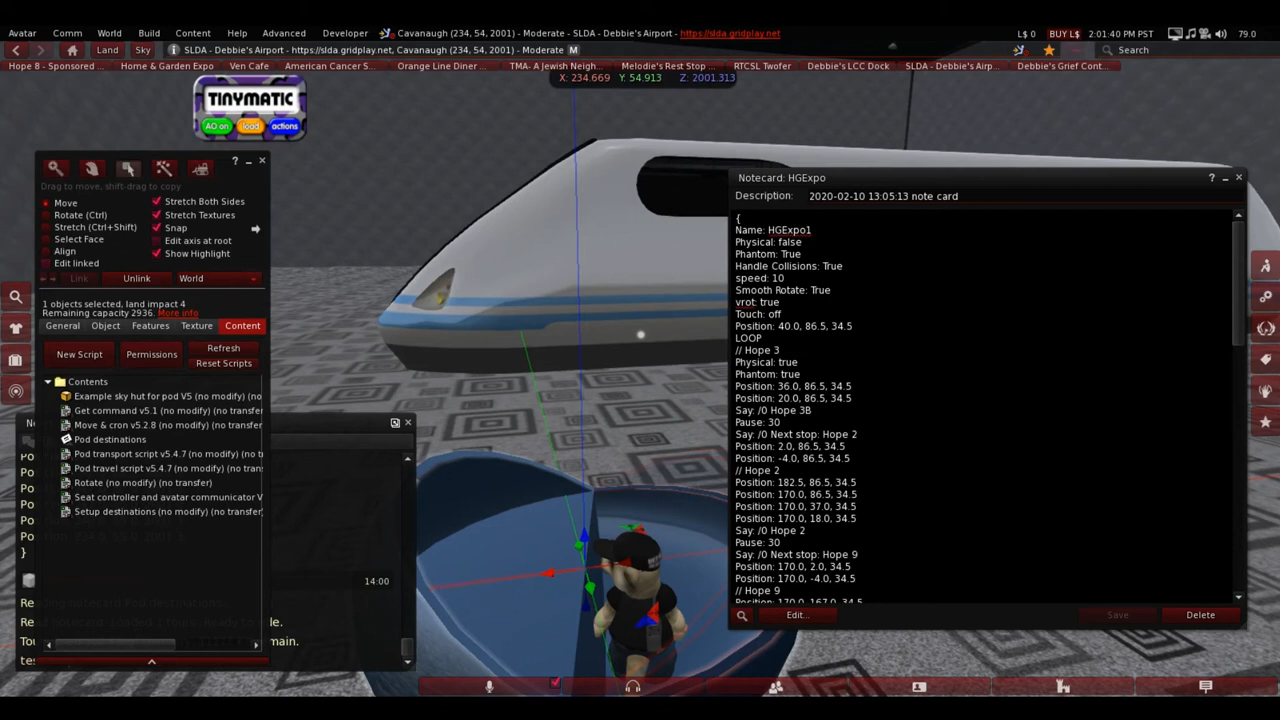 Avatar Comm World Build Content Help Advanced Developer Cavanaugh (234, 54, 2001) - Moderate - SLDA - Debbie's Airport - https://slda.gridplay.net L$ 0 BUY L$ 2:01:40 PM PST 79.0
Land Sky SLDA - Debbie's Airport - https://slda.gridplay.net, Cavanaugh (234, 54, 2001) - Moderate M Search
Hope 8 - Sponsored ... Home & Garden Expo Ven Cafe American Cancer S... Orange Line Diner ... TMA- A Jewish Neigh... Melodie's Rest Stop ... RTCSL Twofer Debbie's LCC Dock SLDA - Debbie's Airp... Debbie's Grief Cont...
X: 234.669 Y: 54.913 Z: 2001.313
TINYMATIC
AO on load actions
Drag to move, shift-drag to copy
Move
Rotate (Ctrl)
Stretch (Ctrl+Shift)
Select Face
Align
Edit linked
Stretch Both Sides
Stretch Textures
Snap
Edit axis at root
Show Highlight
Link Unlink World
1 objects selected, land impact 4
Remaining capacity 2936. More info
General Object Features Texture Content
New Script Permissions Refresh
Reset Scripts
Contents
Example sky hut for pod V5 (no modify) (no
Get command v5.1 (no modify) (no transfer
Move & cron v5.2.8 (no modify) (no transfer
Pod destinations
Pod transport script v5.4.7 (no modify) (no t
Pod travel script v5.4.7 (no modify) (no transf
Rotate (no modify) (no transfer)
Seat controller and avatar communicator V
Setup destinations (no modify) (no transfer
}
14:00
Notecard: HGExpo
Description: 2020-02-10 13:05:13 note card
{
Name: HGExpo1
Physical: false
Phantom: True
Handle Collisions: True
speed: 10
Smooth Rotate: True
vrot: true
Touch: off
Position: 40.0, 86.5, 34.5
LOOP
// Hope 3
Physical: true
Phantom: true
Position: 36.0, 86.5, 34.5
Position: 20.0, 86.5, 34.5
Say: /0 Hope 3B
Pause: 30
Say: /0 Next stop: Hope 2
Position: 2.0, 86.5, 34.5
Position: -4.0, 86.5, 34.5
// Hope 2
Position: 182.5, 86.5, 34.5
Position: 170.0, 86.5, 34.5
Position: 170.0, 37.0, 34.5
Position: 170.0, 18.0, 34.5
Say: /0 Hope 2
Pause: 30
Say: /0 Next stop: Hope 9
Position: 170.0, 2.0, 34.5
Position: 170.0, -4.0, 34.5
// Hope 9
Position: 170.0, 167.0, 34.5
Edit... Save Delete